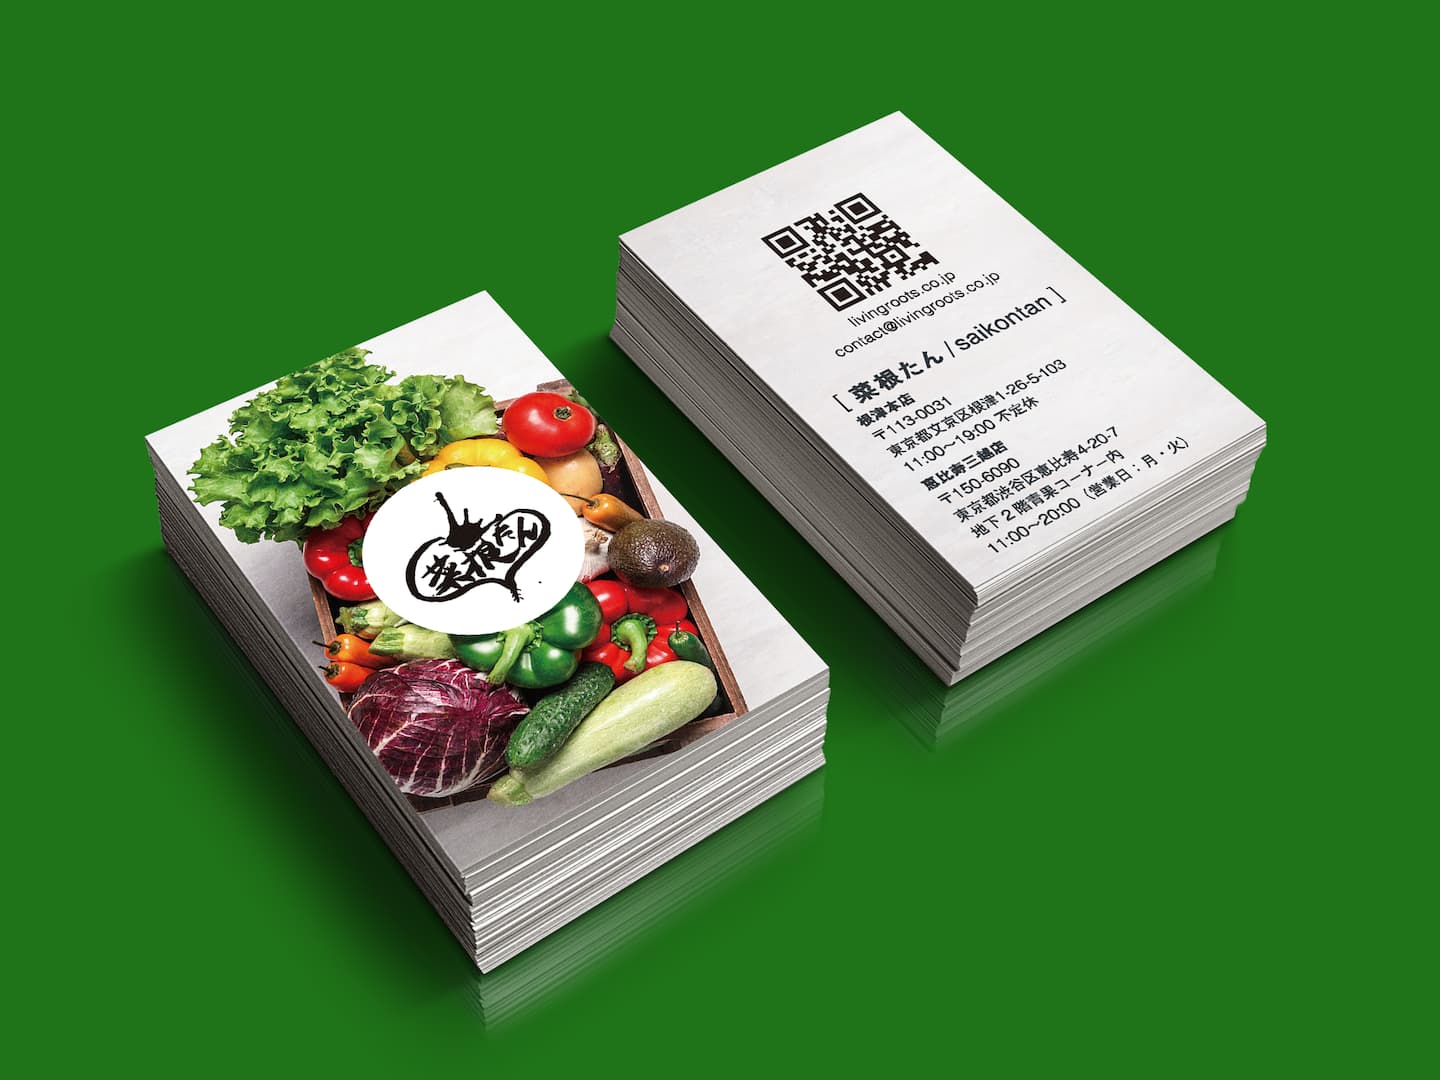 菜根たん
livingroots.co.jp
contact@livingroots.co.jp
[ 菜根たん / saikontan ]
根津本店
〒113-0031
東京都文京区根津1-26-5-103
11:00〜19:00 不定休
恵比寿三越店
〒150-6090
東京都渋谷区恵比寿4-20-7
地下2階青果コーナー内
11:00〜20:00（営業日；月・火）